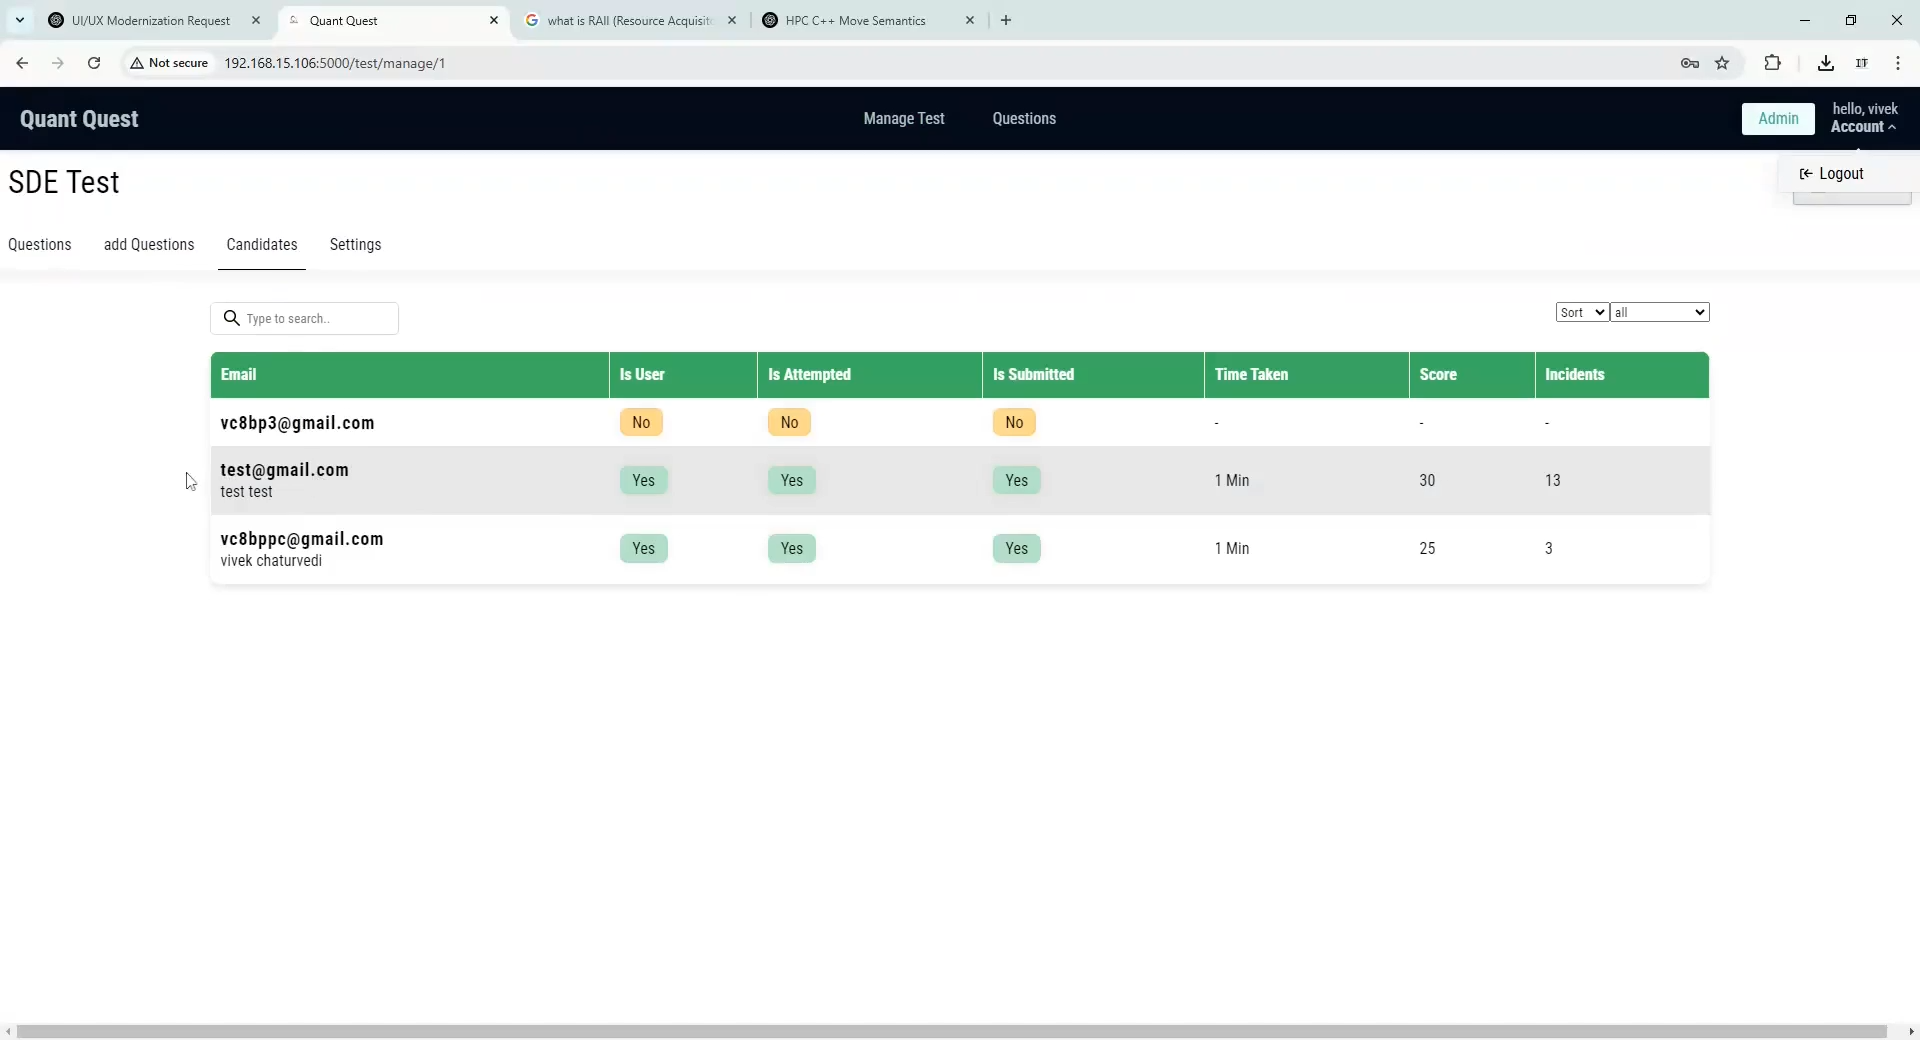 UI/UX Modernization Request
Quant Quest
what is RAII (Resource Acquisit
HPC C++ Move Semantics
Not secure
192.168.15.106:5000/test/manage/1
Quant Quest
Manage Test
Questions
Admin
hello, vivek
Account
Logout
SDE Test
Questions
add Questions
Candidates
Settings
Type to search..
Sort
all
Email Is User Is Attempted Is Submitted Time Taken Score Incidents
vc8bp3@gmail.com No No No - - -
test@gmail.com
test test
Yes Yes Yes 1 Min 30 13
vc8bppc@gmail.com
vivek chaturvedi
Yes Yes Yes 1 Min 25 3